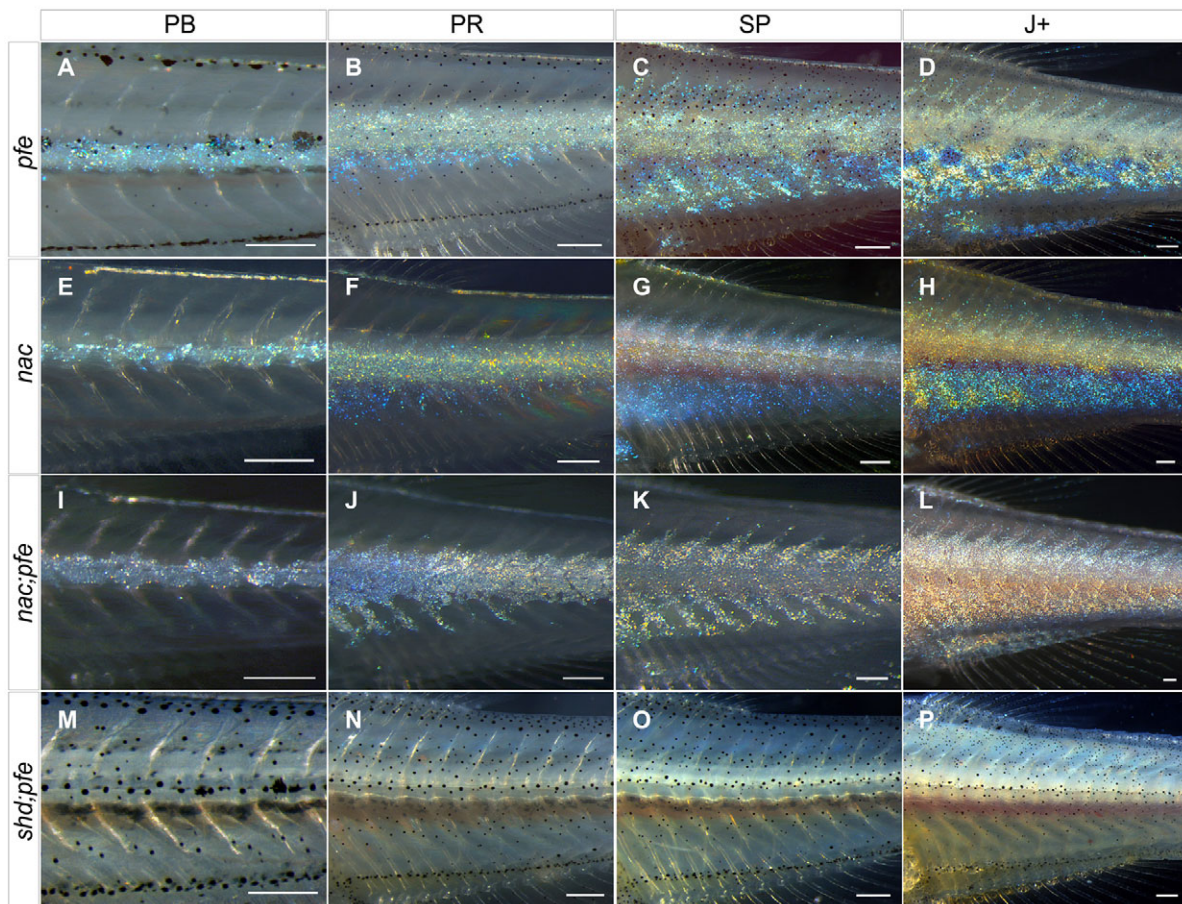 PB PR SP J+
pfe A B C D
nac E F G H
nac;pfe I J K L
shd;pfe M N O P